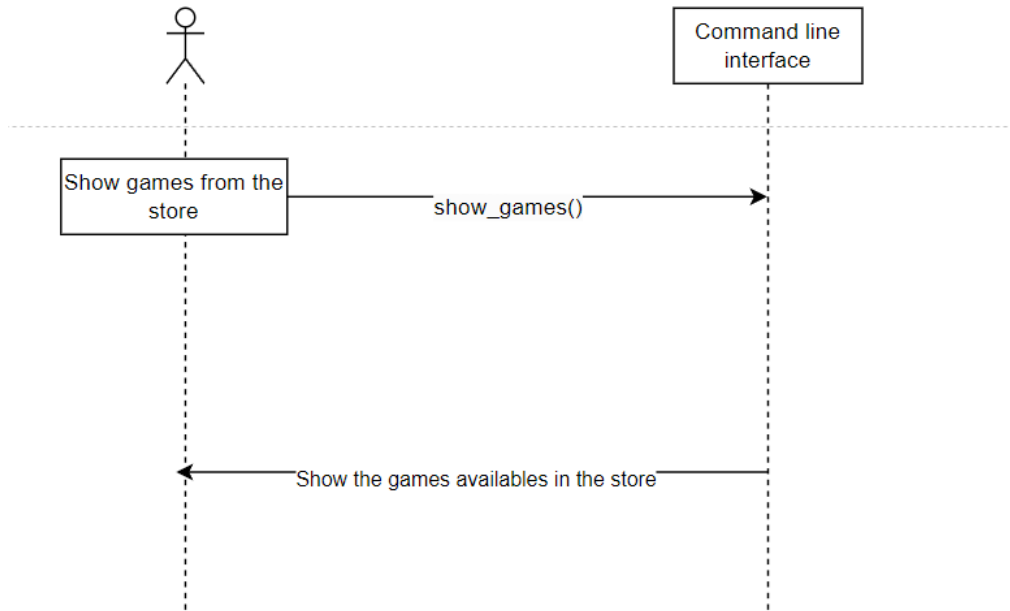 Command line
interface
Show games from the
store
show_games()
Show the games availables in the store